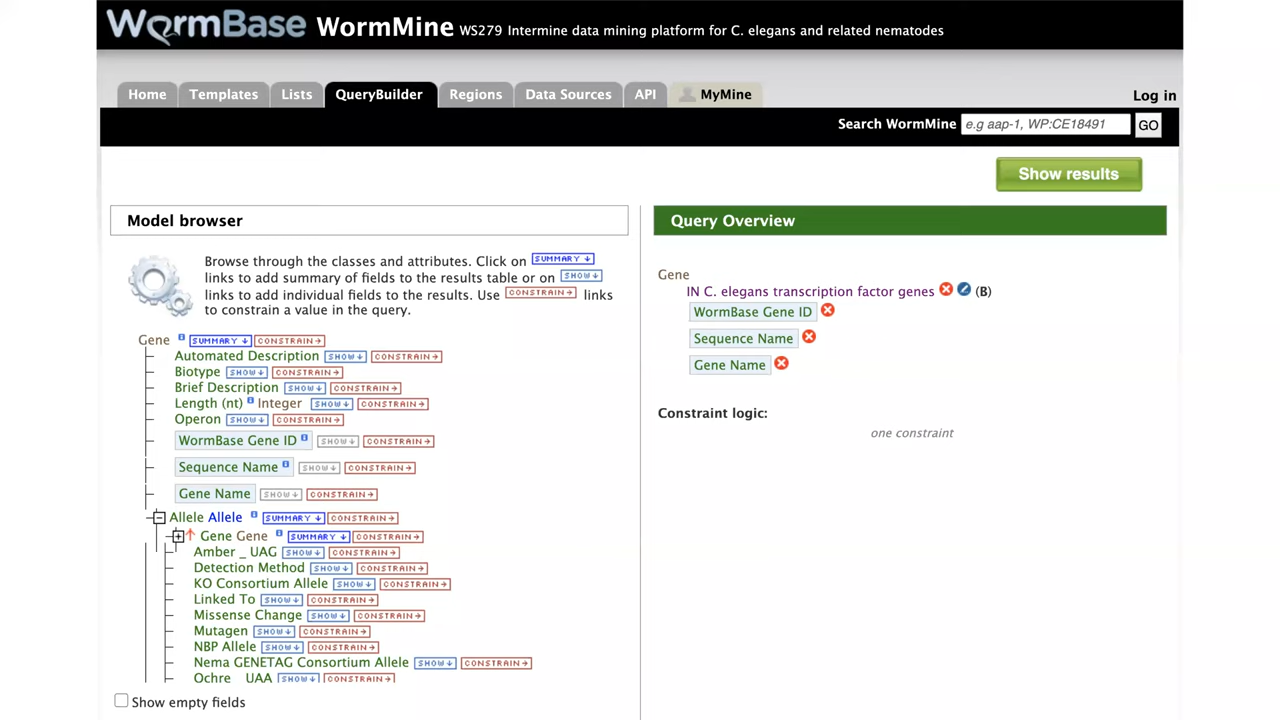 WormBase WormMine WS279 Intermine data mining platform for C. elegans and related nematodes
Home Templates Lists QueryBuilder Regions Data Sources API MyMine Log in
Search WormMine e.g aap-1, WP:CE18491 GO
Show results
Model browser
Browse through the classes and attributes. Click on SUMMARY↓
links to add summary of fields to the results table or on SHOW↓
links to add individual fields to the results. Use CONSTRAIN→ links
to constrain a value in the query.
Gene SUMMARY↓ CONSTRAIN→
Automated Description SHOW↓ CONSTRAIN→
Biotype SHOW↓ CONSTRAIN→
Brief Description SHOW↓ CONSTRAIN→
Length (nt) Integer SHOW↓ CONSTRAIN→
Operon SHOW↓ CONSTRAIN→
WormBase Gene ID SHOW↓ CONSTRAIN→
Sequence Name SHOW↓ CONSTRAIN→
Gene Name SHOW↓ CONSTRAIN→
Allele Allele SUMMARY↓ CONSTRAIN→
Gene Gene SUMMARY↓ CONSTRAIN→
Amber _ UAG SHOW↓ CONSTRAIN→
Detection Method SHOW↓ CONSTRAIN→
KO Consortium Allele SHOW↓ CONSTRAIN→
Linked To SHOW↓ CONSTRAIN→
Missense Change SHOW↓ CONSTRAIN→
Mutagen SHOW↓ CONSTRAIN→
NBP Allele SHOW↓ CONSTRAIN→
Nema GENETAG Consortium Allele SHOW↓ CONSTRAIN→
Ochre _ UAA SHOW↓ CONSTRAIN→
Show empty fields
Query Overview
Gene
IN C. elegans transcription factor genes (B)
WormBase Gene ID
Sequence Name
Gene Name
Constraint logic:
one constraint